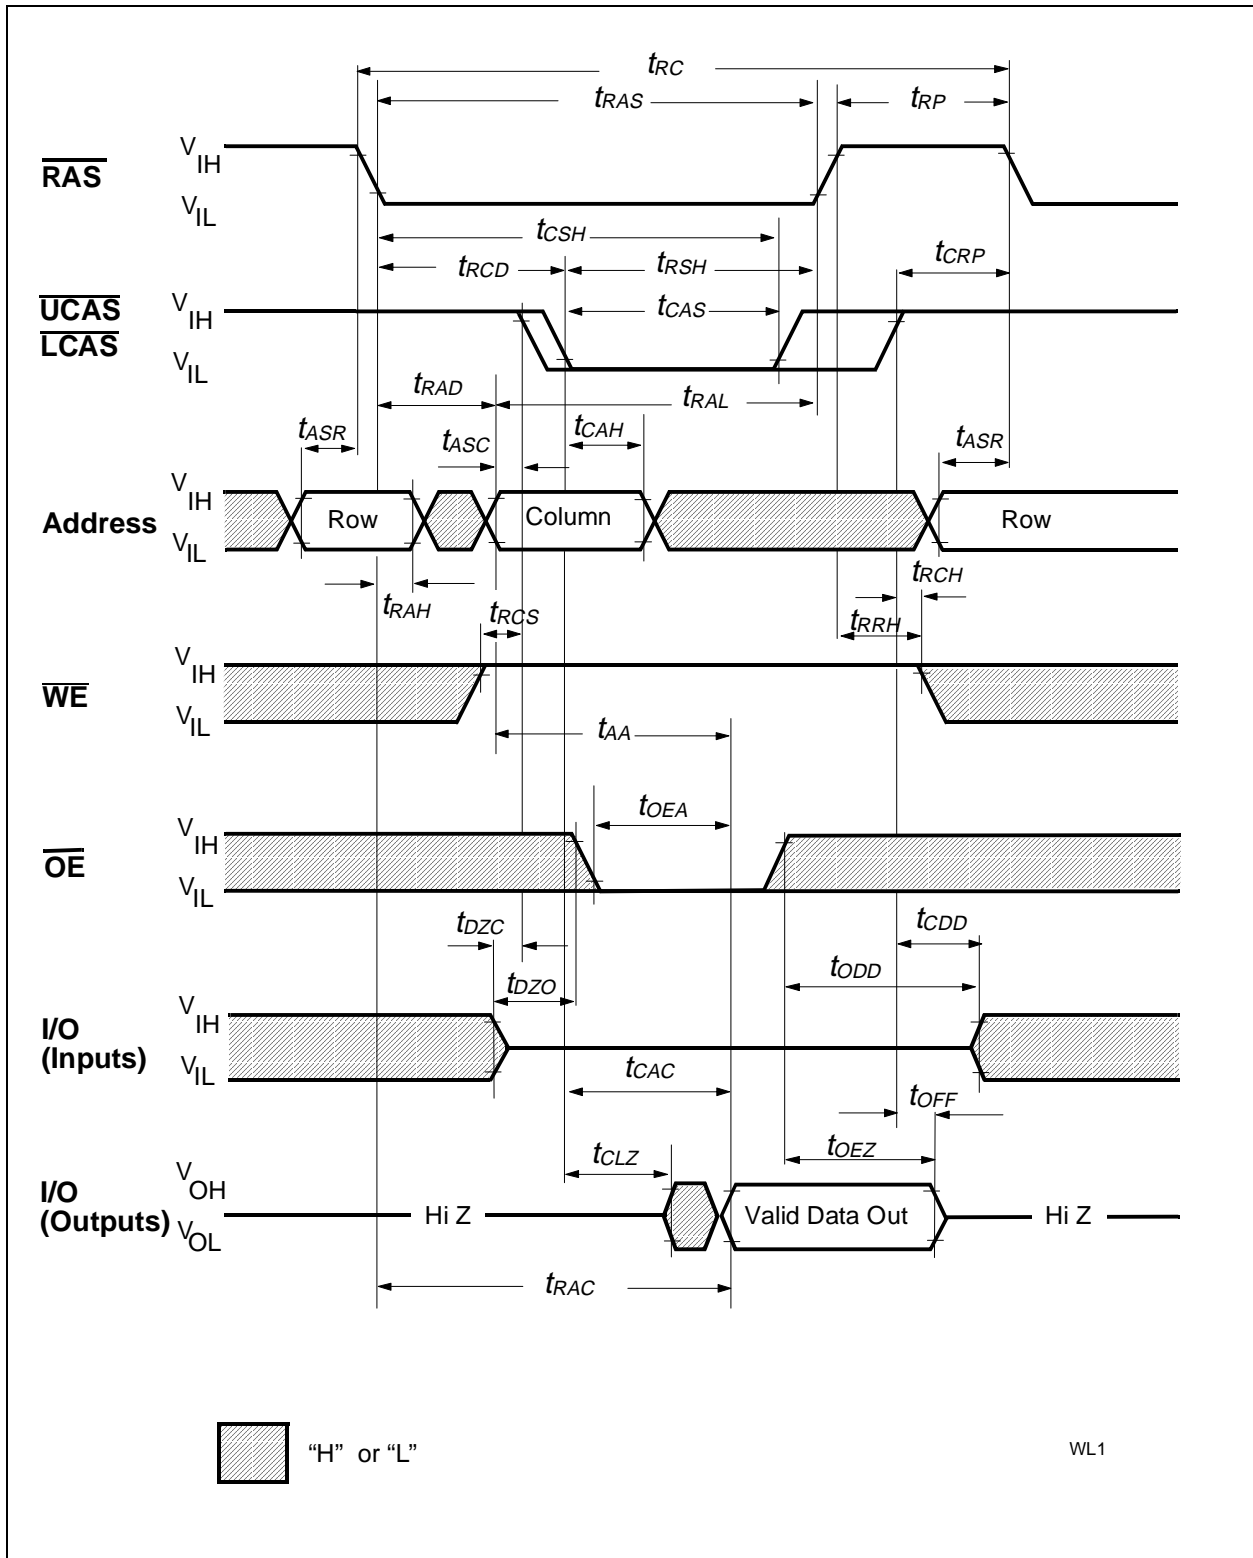 tRC
tRAS
tRP
RAS
VIH
VIL
tCSH
tRCD
tRSH
tCRP
UCAS
LCAS
VIH
VIL
tCAS
tRAD
tRAL
tASR
tASC
tCAH
tASR
Address
VIH
VIL
Row
Column
Row
tRAH
tRCS
tRCH
tRRH
WE
VIH
VIL
tAA
OE
VIH
VIL
tOEA
tDZC
tCDD
tDZO
tODD
I/O
(Inputs)
VIH
VIL
tCAC
tOFF
tCLZ
tOEZ
I/O
(Outputs)
VOH
VOL
Hi Z
Valid Data Out
Hi Z
tRAC
“H” or “L”
WL1